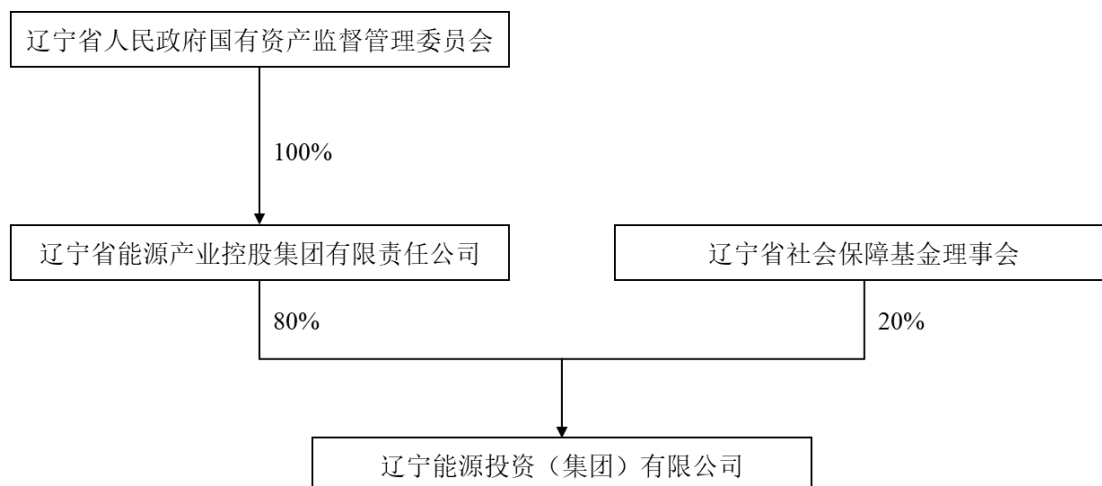 辽宁省人民政府国有资产监督管理委员会
100%
辽宁省能源产业控股集团有限责任公司
辽宁省社会保障基金理事会
80%
20%
辽宁能源投资（集团）有限公司